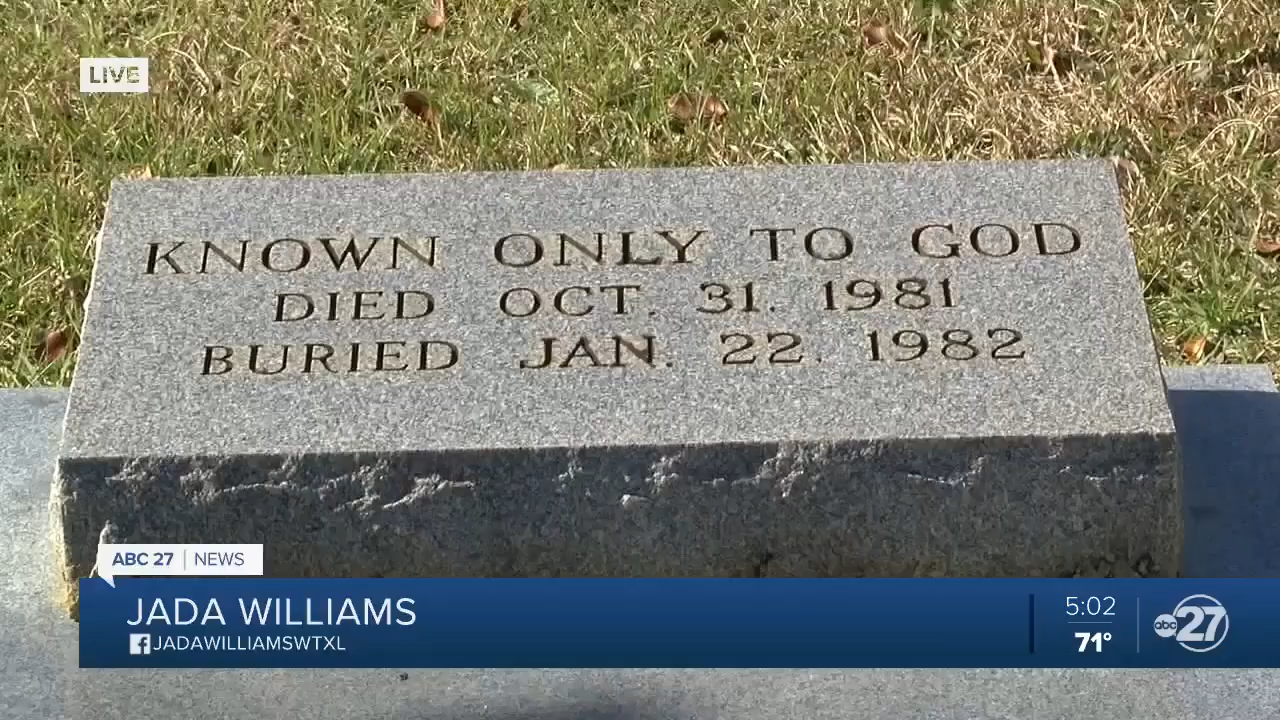 LIVE
KNOWN ONLY TO GOD
DIED OCT. 31. 1981
BURIED JAN. 22. 1982
ABC 27 | NEWS
JADA WILLIAMS
JADAWILLIAMSWTXL
5:02
71°
abc 27